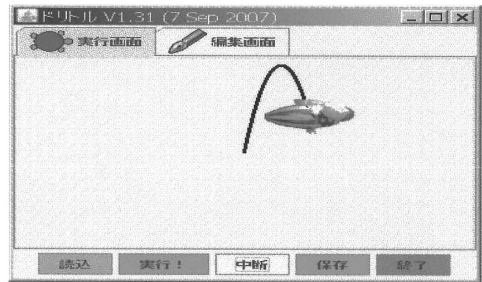 ドリトル V1.31 (7 Sep 2007)
実行画面 編集画面
読込 実行! 中断 保存 終了